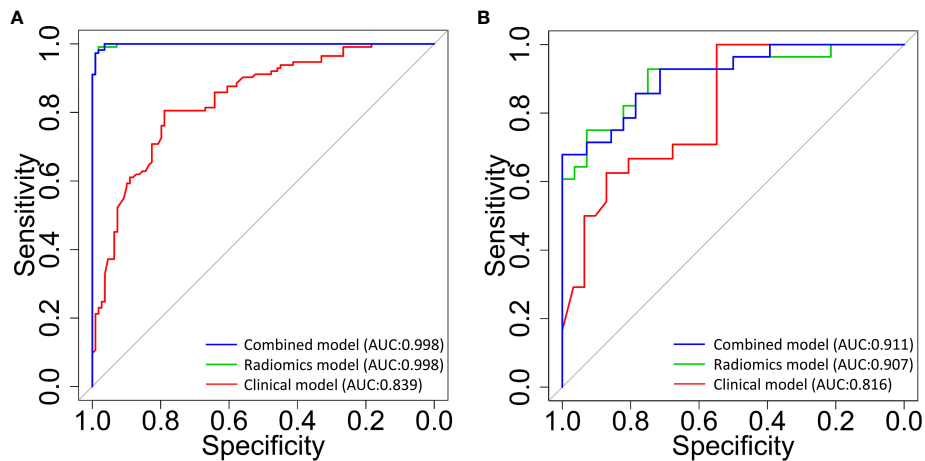 A
Sensitivity
1.0
0.8
0.6
0.4
0.2
0.0
Combined model (AUC:0.998)
Radiomics model (AUC:0.998)
Clinical model (AUC:0.839)
1.0 0.8 0.6 0.4 0.2 0.0
Specificity
B
Sensitivity
1.0
0.8
0.6
0.4
0.2
0.0
Combined model (AUC:0.911)
Radiomics model (AUC:0.907)
Clinical model (AUC:0.816)
1.0 0.8 0.6 0.4 0.2 0.0
Specificity